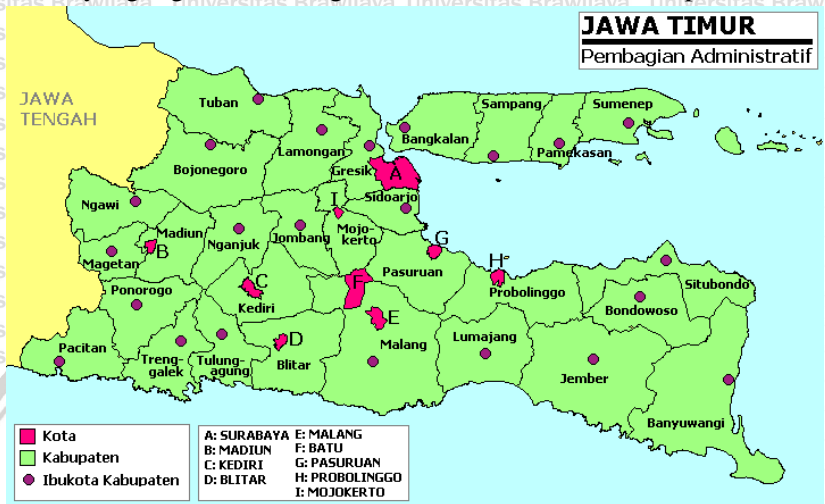 JAWA TIMUR
Pembagian Administratif
JAWA
TENGAH
Tuban
Lamongan
Bojonegoro
Gresik
A
Bangkalan
Sampang
Pamekasan
Sumenep
Sidoarjo
Ngawi
Madiun
B
Magetan
Nganjuk
Jombang
I
Mojo-
kerto
G
Pasuruan
H
Probolinggo
Situbondo
Bondowoso
Ponorogo
C
Kediri
F
E
Malang
Lumajang
Jember
Banyuwangi
Pacitan
Treng-
galek
Tulung-
agung
D
Blitar
Kota
Kabupaten
Ibukota Kabupaten
A: SURABAYA
B: MADIUN
C: KEDIRI
D: BLITAR
E: MALANG
F: BATU
G: PASURUAN
H: PROBOLINGGO
I: MOJOKERTO